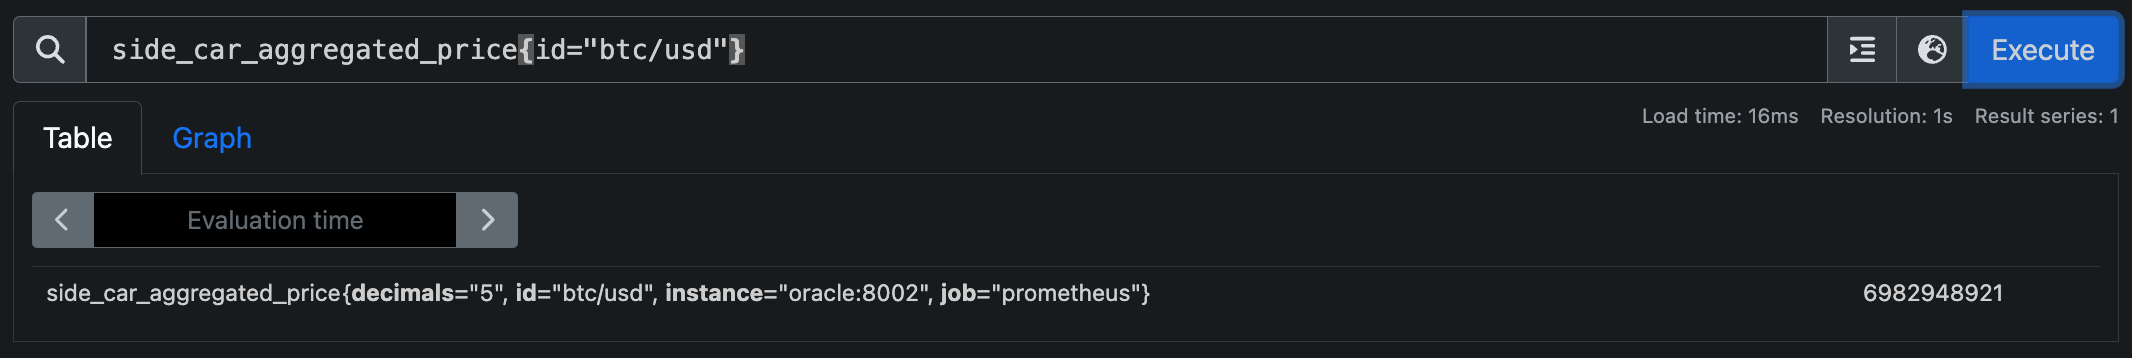 side_car_aggregated_price{id="btc/usd"}
Execute
Table
Graph
Load time: 16ms Resolution: 1s Result series: 1
Evaluation time
side_car_aggregated_price{decimals="5", id="btc/usd", instance="oracle:8002", job="prometheus"} 6982948921